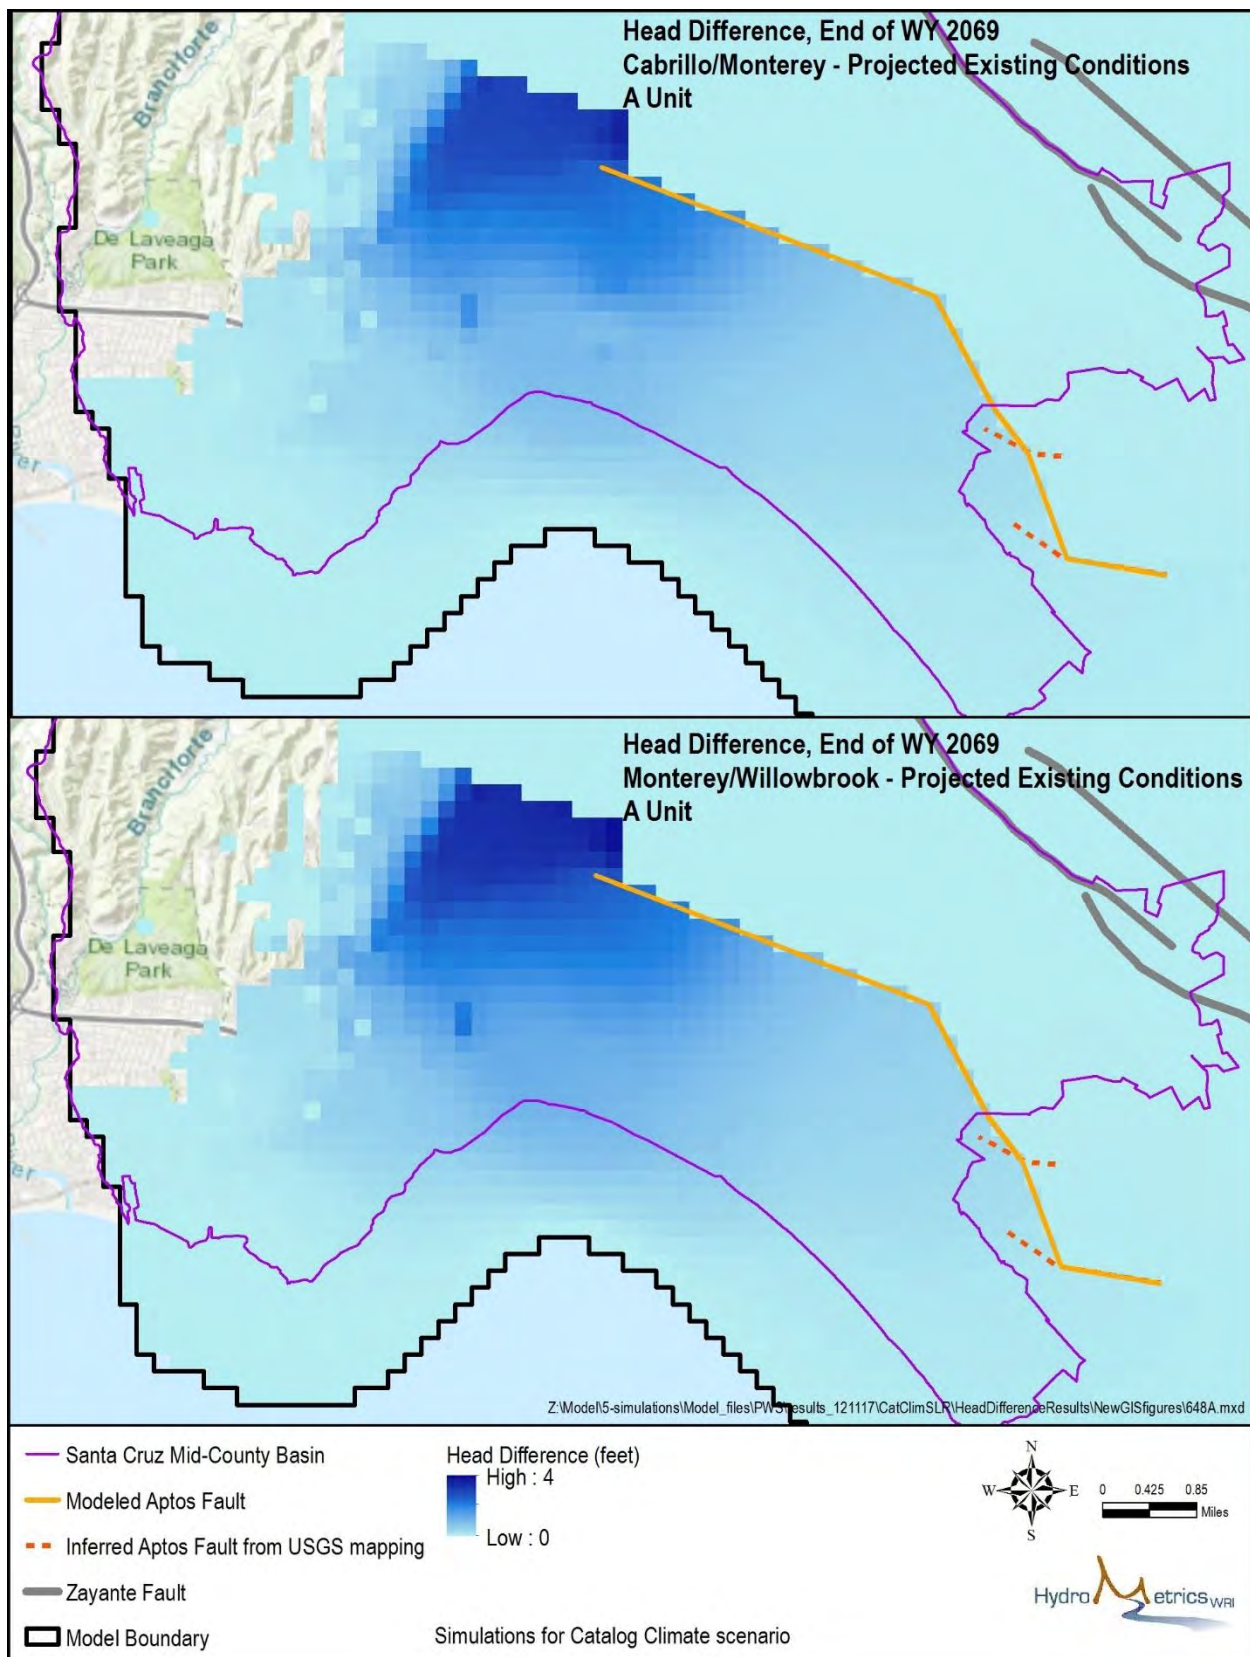 Head Difference, End of WY 2069
Cabrillo/Monterey - Projected Existing Conditions
A Unit
Branciforte
De Laveaga
Park
Head Difference, End of WY 2069
Monterey/Willowbrook - Projected Existing Conditions
A Unit
Branciforte
De Laveaga
Park
Santa Cruz Mid-County Basin
Modeled Aptos Fault
Inferred Aptos Fault from USGS mapping
Zayante Fault
Model Boundary
Head Difference (feet)
High : 4
Low : 0
Simulations for Catalog Climate scenario
N
W E
S
0 0.425 0.85
Miles
HydroMetrics WRI